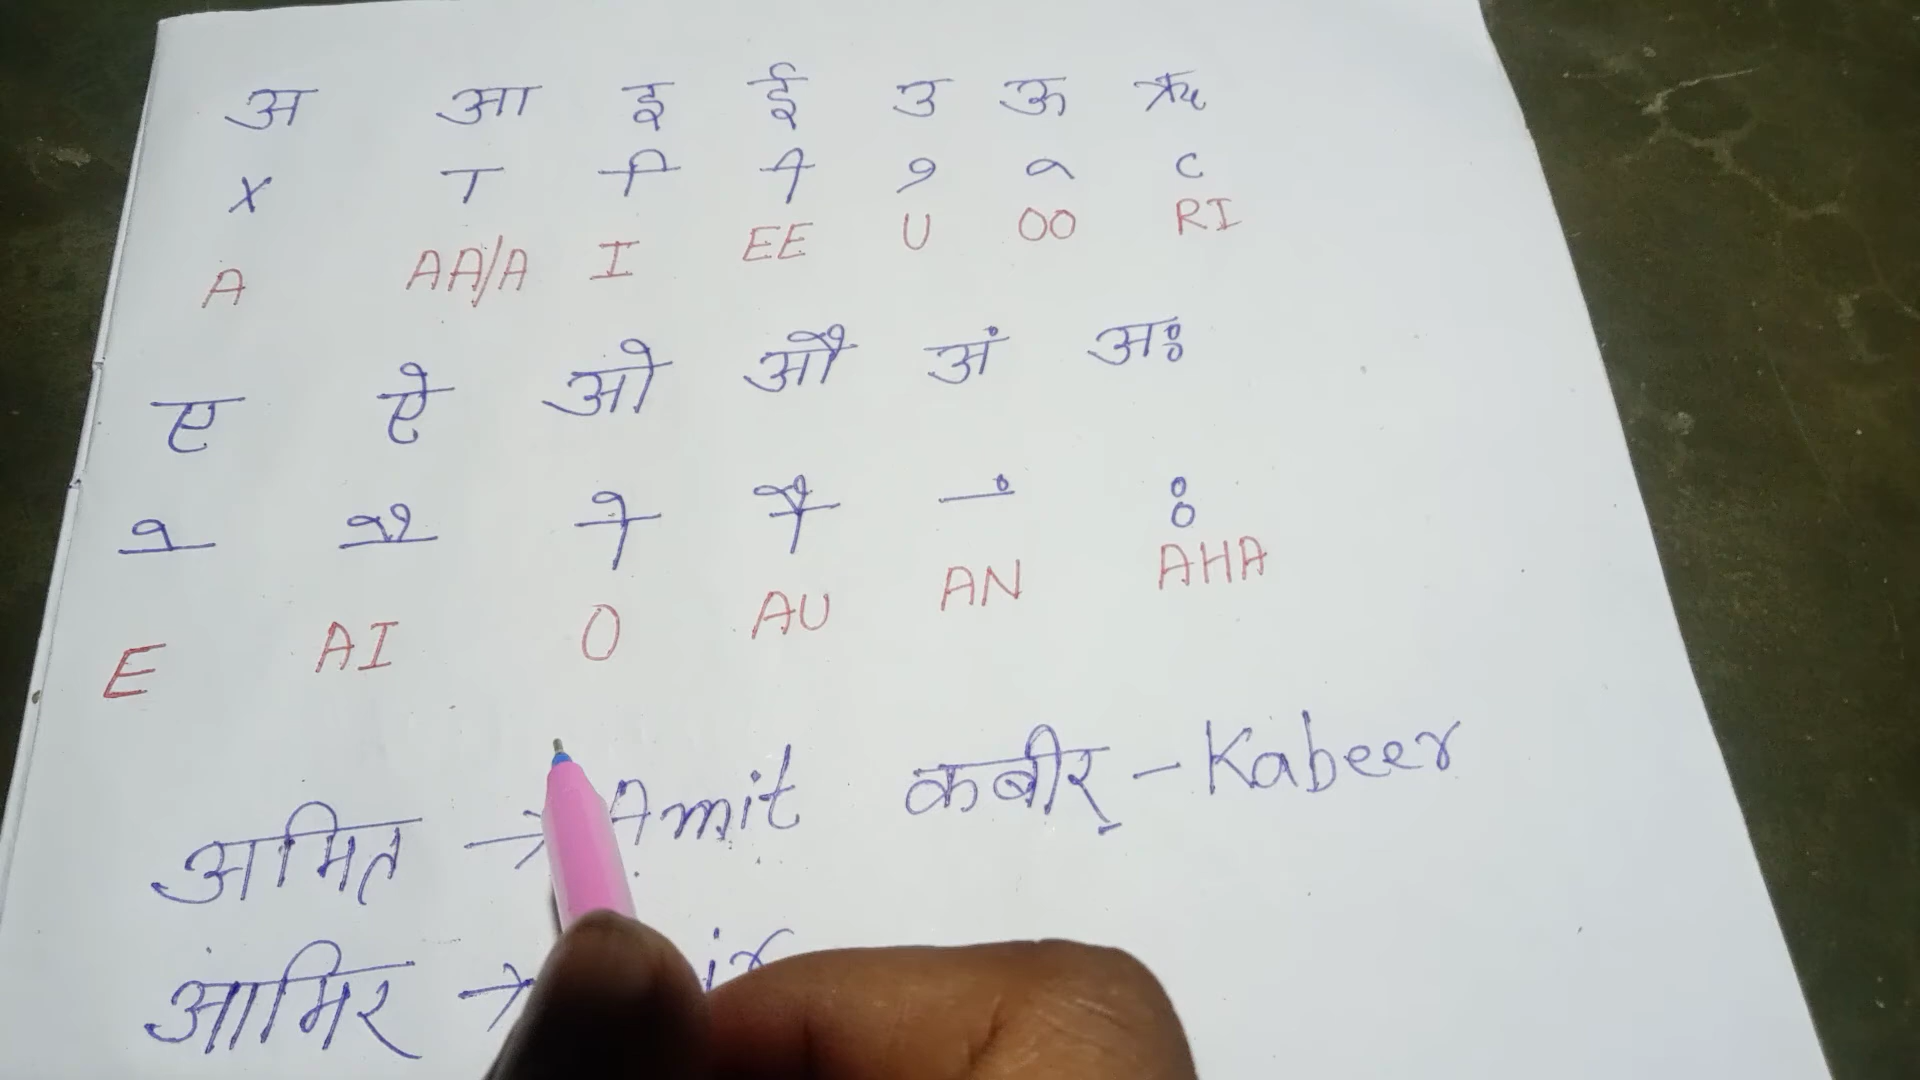 अ आ इ ई उ ऊ ऋ
X ा ि ी ु ू ृ
A AA/A I EE U OO RI
ए ऐ ओ औ अं अः
े ै ो ौ ं ः
E AI O AU AN AHA
अमित → Amit कबीर - Kabeer
आमिर →